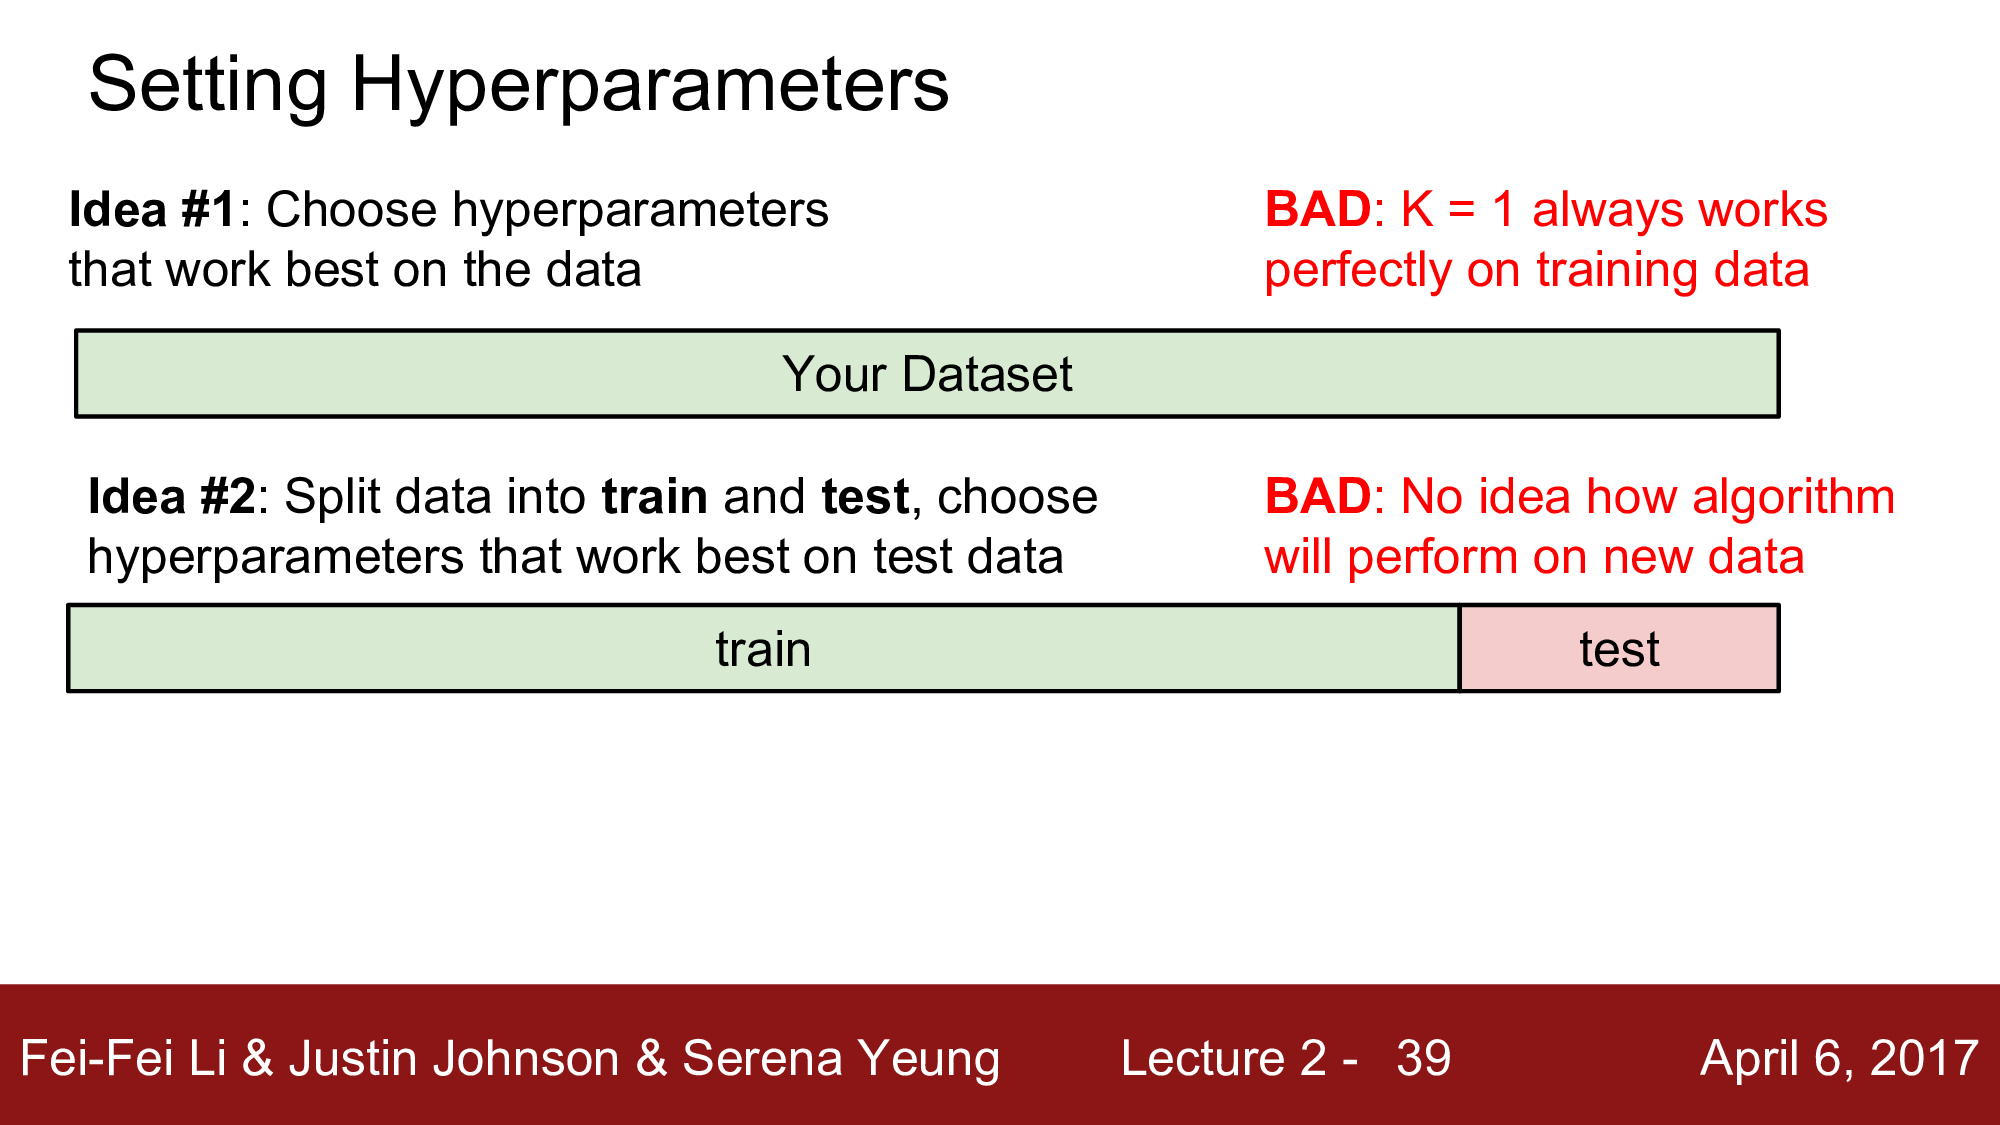 Setting Hyperparameters
Idea #1: Choose hyperparameters
that work best on the data
BAD: K = 1 always works
perfectly on training data
Your Dataset
Idea #2: Split data into train and test, choose
hyperparameters that work best on test data
BAD: No idea how algorithm
will perform on new data
train
test
Fei-Fei Li & Justin Johnson & Serena Yeung
Lecture 2 - 39
April 6, 2017